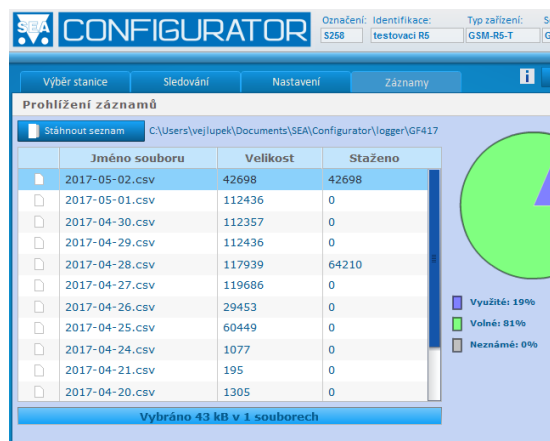 SEA CONFIGURATOR
Označení: Identifikace: Typ zařízení:
S258 testovaci R5 GSM-R5-T
Výběr stanice Sledování Nastavení Záznamy i
Prohlížení záznamů
Stáhnout seznam C:\Users\vejlupek\Documents\SEA\Configurator\logger\GF417
Jméno souboru Velikost Staženo
2017-05-02.csv 42698 42698
2017-05-01.csv 112436 0
2017-04-30.csv 112357 0
2017-04-29.csv 112436 0
2017-04-28.csv 117939 64210
2017-04-27.csv 119686 0
2017-04-26.csv 29453 0
2017-04-25.csv 60449 0
2017-04-24.csv 1077 0
2017-04-21.csv 195 0
2017-04-20.csv 1305 0
Využité: 19%
Volné: 81%
Neznámé: 0%
Vybráno 43 kB v 1 souborech